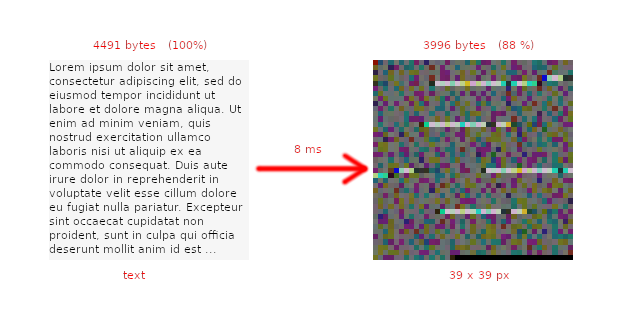 4491 bytes (100%)
3996 bytes (88 %)
Lorem ipsum dolor sit amet,
consectetur adipiscing elit, sed do
eiusmod tempor incididunt ut
labore et dolore magna aliqua. Ut
enim ad minim veniam, quis
nostrud exercitation ullamco
laboris nisi ut aliquip ex ea
commodo consequat. Duis aute
irure dolor in reprehenderit in
voluptate velit esse cillum dolore
eu fugiat nulla pariatur. Excepteur
sint occaecat cupidatat non
proident, sunt in culpa qui officia
deserunt mollit anim id est ...
8 ms
text
39 x 39 px